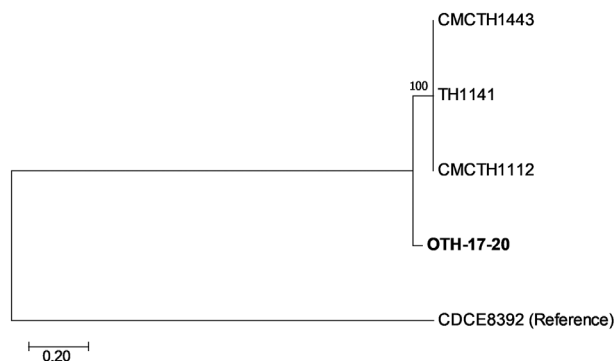 CMCTH1443
100
TH1141
CMCTH1112
OTH-17-20
CDCE8392 (Reference)
0.20